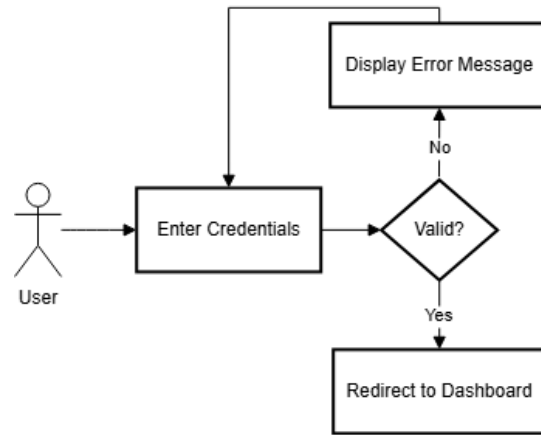 Display Error Message
No
Enter Credentials
Valid?
User
Yes
Redirect to Dashboard